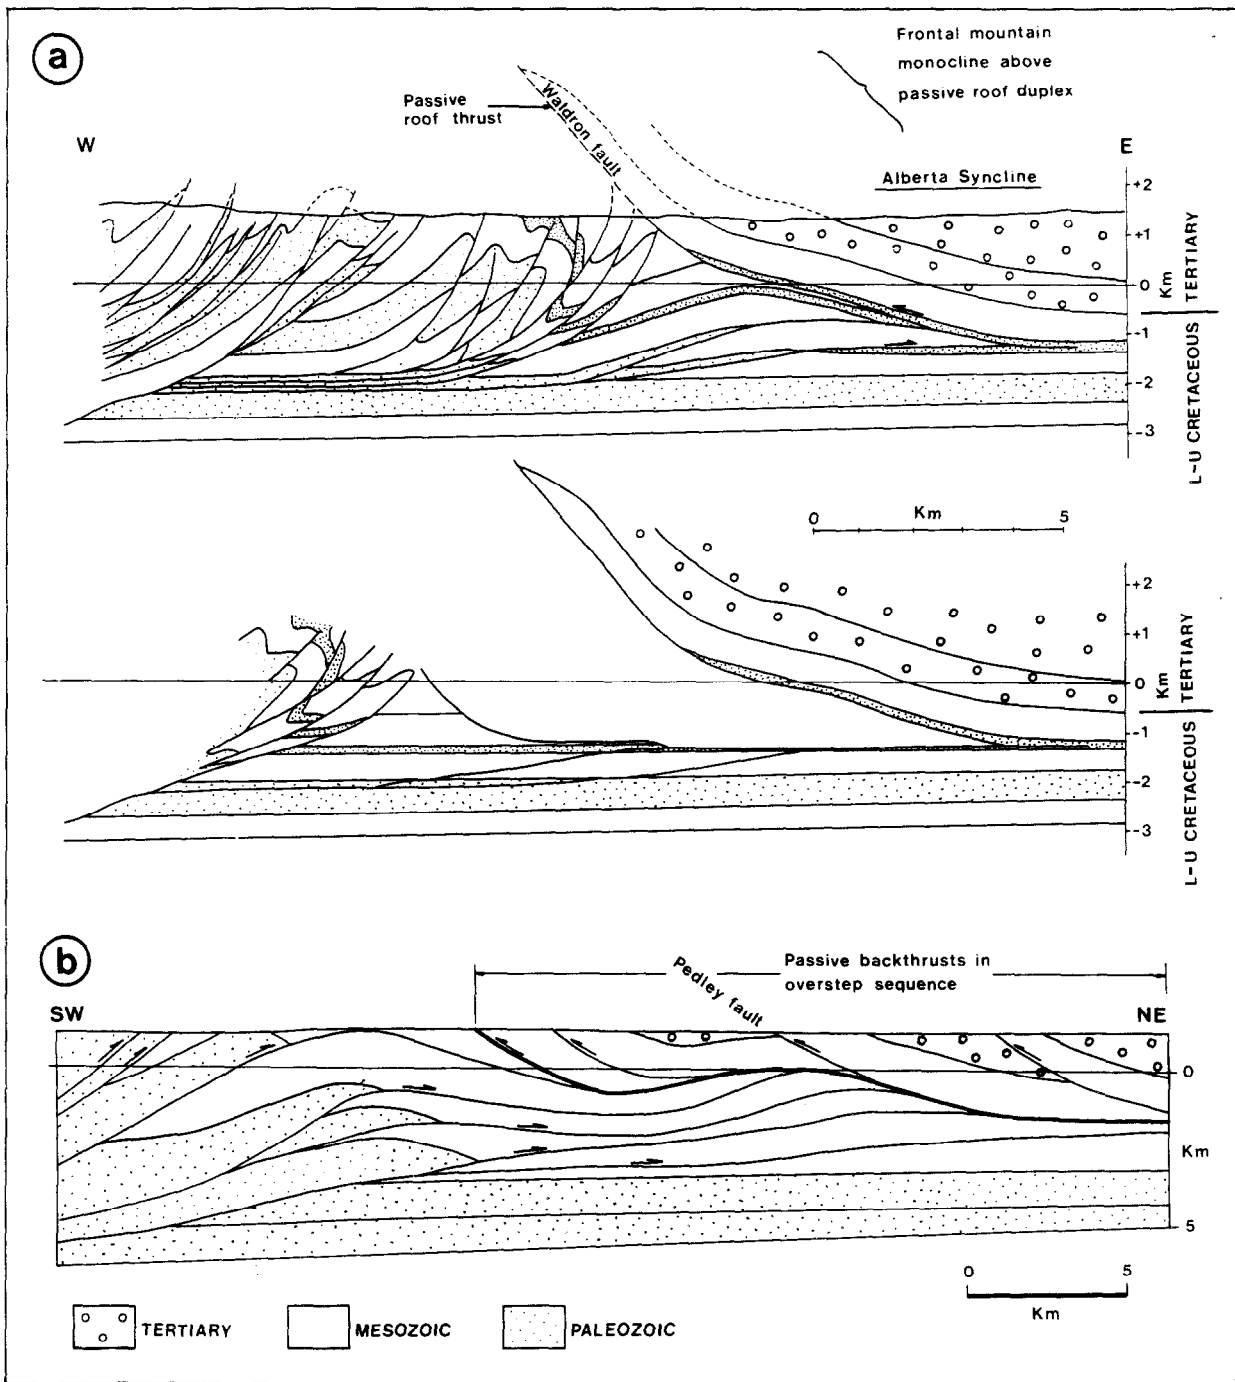 a
Frontal mountain
monocline above
passive roof duplex
Passive
roof thrust
Waldron fault
W
E
Alberta Syncline
+2
+1
0
-1
-2
-3
Km
TERTIARY
L-U CRETACEOUS
0 5
Km
+2
+1
0
-1
-2
-3
Km
TERTIARY
L-U CRETACEOUS
b
Passive backthrusts in
overstep sequence
Pedley fault
SW
NE
0
Km
5
0 5
Km
TERTIARY
MESOZOIC
PALEOZOIC